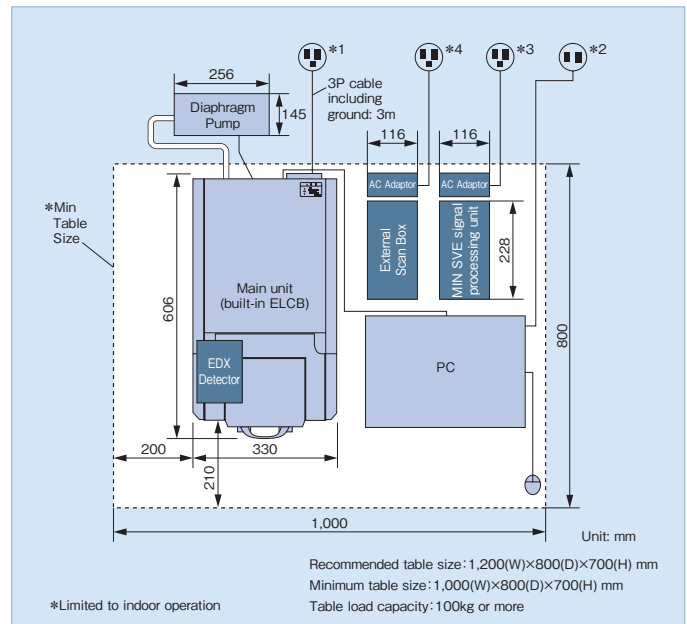 *1
*4
*3
*2
256
Diaphragm
Pump
145
3P cable
including
ground: 3m
116
116
*Min
Table
Size
AC Adaptor
AC Adaptor
External
Scan Box
MIN SVE signal
processing unit
228
606
Main unit
(built-in ELCB)
800
EDX
Detector
PC
200
330
210
1,000
Unit: mm
Recommended table size:1,200(W)×800(D)×700(H) mm
Minimum table size:1,000(W)×800(D)×700(H) mm
*Limited to indoor operation
Table load capacity:100kg or more